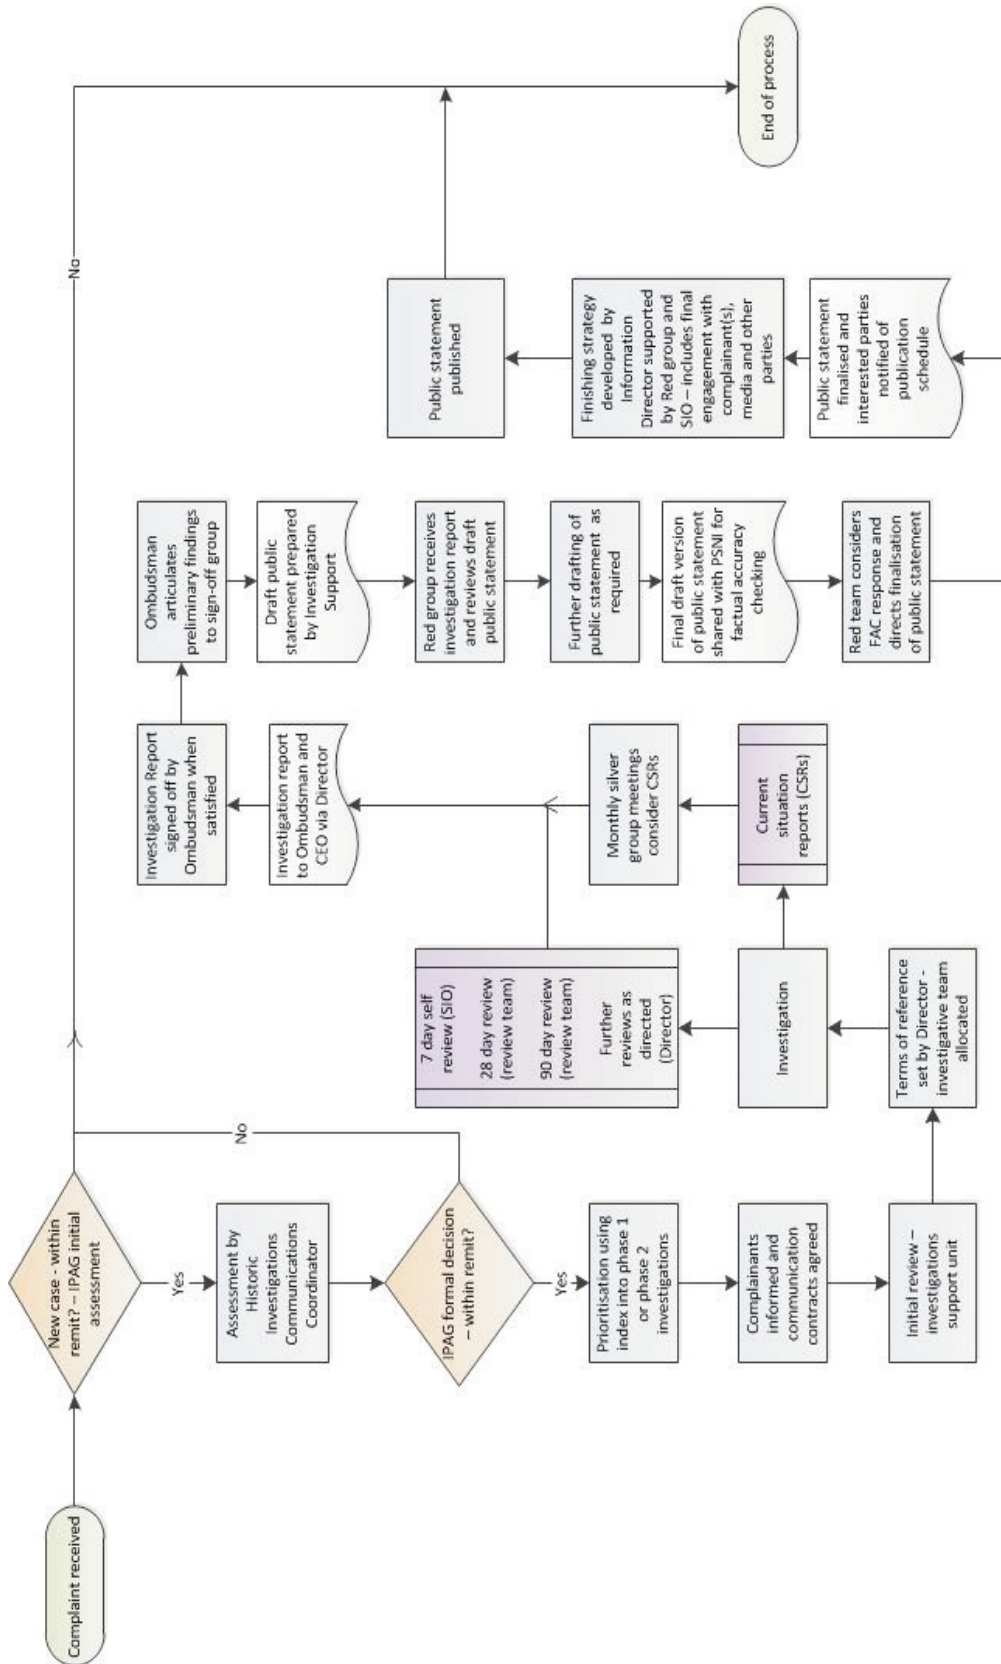 Complaint received
New case - within
remit? – IPAG initial
assessment
Yes
Assessment by
Historic
Investigations
Communications
Coordinator
IPAG formal decision
– within remit?
No
Yes
Prioritisation using
index into phase 1
or phase 2
investigations
Complainants
informed and
communication
contracts agreed
Initial review –
investigations
support unit
Terms of reference
set by Director -
investigative team
allocated
Investigation
7 day self
review (SIO)
28 day review
(review team)
90 day review
(review team)
Further
reviews as
directed
(Director)
Current
situation
reports (CSRs)
Monthly silver
group meetings
consider CSRs
Investigation report
to Ombudsman and
CEO via Director
Investigation Report
signed off by
Ombudsman when
satisfied
Ombudsman
articulates
preliminary findings
to sign-off group
Draft public
statement prepared
by Investigation
Support
Red group receives
investigation report
and reviews draft
public statement
Further drafting of
public statement as
required
Final draft version
of public statement
shared with PSNI for
factual accuracy
checking
Red team considers
FAC response and
directs finalisation
of public statement
Public statement
finalised and
interested parties
notified of
publication
schedule
Finishing strategy
developed by
Information
Director supported
by Red group and
SIO – includes final
engagement with
complainant(s),
media and other
parties
Public statement
published
No
End of process